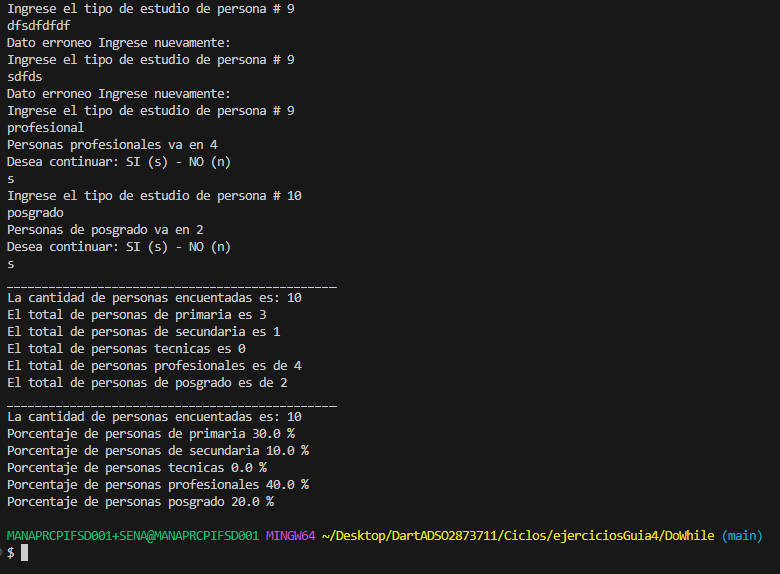 Ingrese el tipo de estudio de persona # 9
dfsdfdfdf
Dato erroneo Ingrese nuevamente:
Ingrese el tipo de estudio de persona # 9
sdfds
Dato erroneo Ingrese nuevamente:
Ingrese el tipo de estudio de persona # 9
profesional
Personas profesionales va en 4
Desea continuar: SI (s) - NO (n)
s
Ingrese el tipo de estudio de persona # 10
posgrado
Personas de posgrado va en 2
Desea continuar: SI (s) - NO (n)
s
_______________________________________________
La cantidad de personas encuentadas es: 10
El total de personas de primaria es 3
El total de personas de secundaria es 1
El total de personas tecnicas es 0
El total de personas profesionales es de 4
El total de personas de posgrado es de 2
_______________________________________________
La cantidad de personas encuentadas es: 10
Porcentaje de personas de primaria 30.0 %
Porcentaje de personas de secundaria 10.0 %
Porcentaje de personas tecnicas 0.0 %
Porcentaje de personas profesionales 40.0 %
Porcentaje de personas posgrado 20.0 %
MANAPRCPIFSD001+SENA@MANAPRCPIFSD001 MINGW64 ~/Desktop/DartADSO2873711/Ciclos/ejerciciosGuia4/DoWhile (main)
$